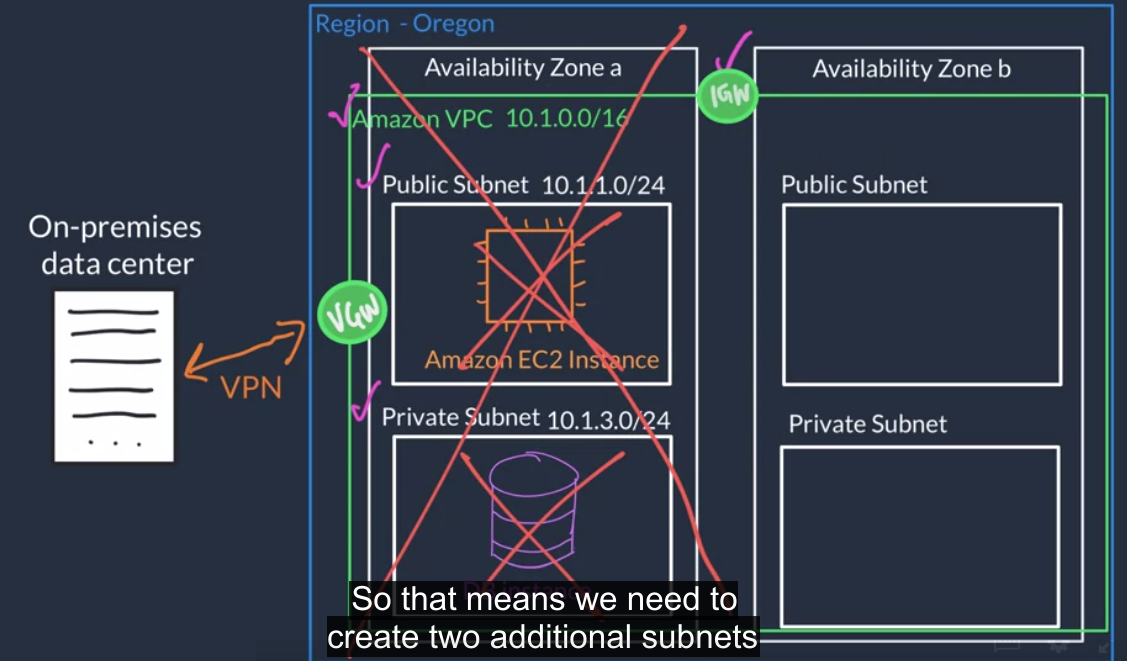 Region - Oregon
Availability Zone a
Availability Zone b
IGW
Amazon VPC 10.1.0.0/16
Public Subnet 10.1.1.0/24
Public Subnet
On-premises
data center
VGW
Amazon EC2 Instance
VPN
Private Subnet 10.1.3.0/24
Private Subnet
So that means we need to
create two additional subnets